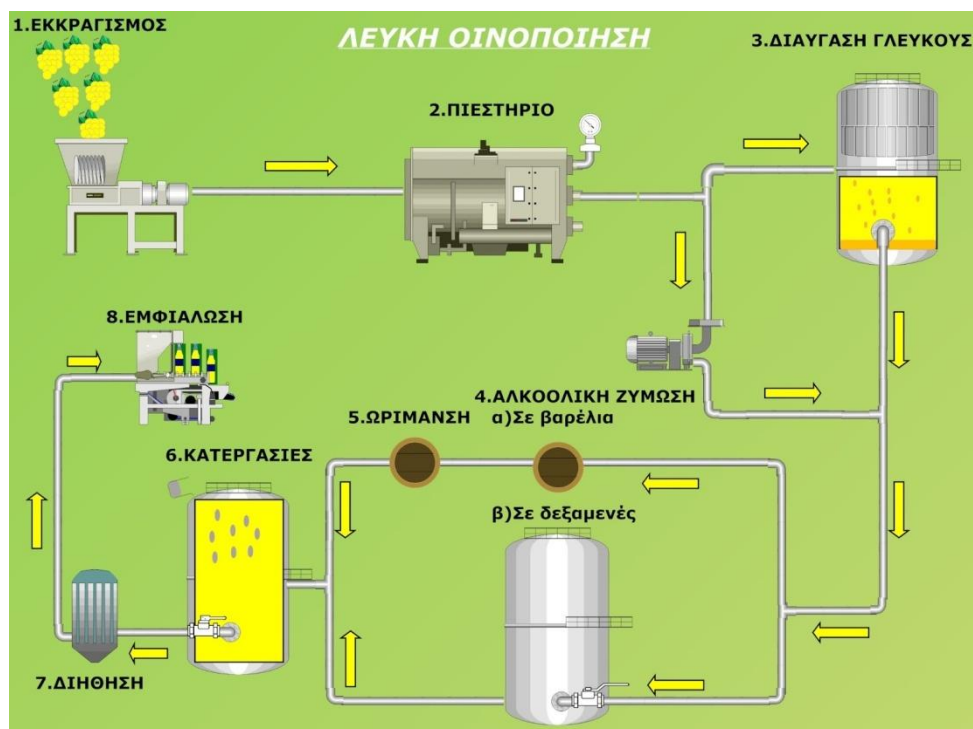 ΛΕΥΚΗ ΟΙΝΟΠΟΙΗΣΗ
1.ΕΚΚΡΑΓΙΣΜΟΣ
2.ΠΙΕΣΤΗΡΙΟ
3.ΔΙΑΥΓΑΣΗ ΓΛΕΥΚΟΥΣ
4.ΑΛΚΟΟΛΙΚΗ ΖΥΜΩΣΗ
α)Σε βαρέλια
β)Σε δεξαμενές
5.ΩΡΙΜΑΝΣΗ
6.ΚΑΤΕΡΓΑΣΙΕΣ
7.ΔΙΗΘΗΣΗ
8.ΕΜΦΙΑΛΩΣΗ